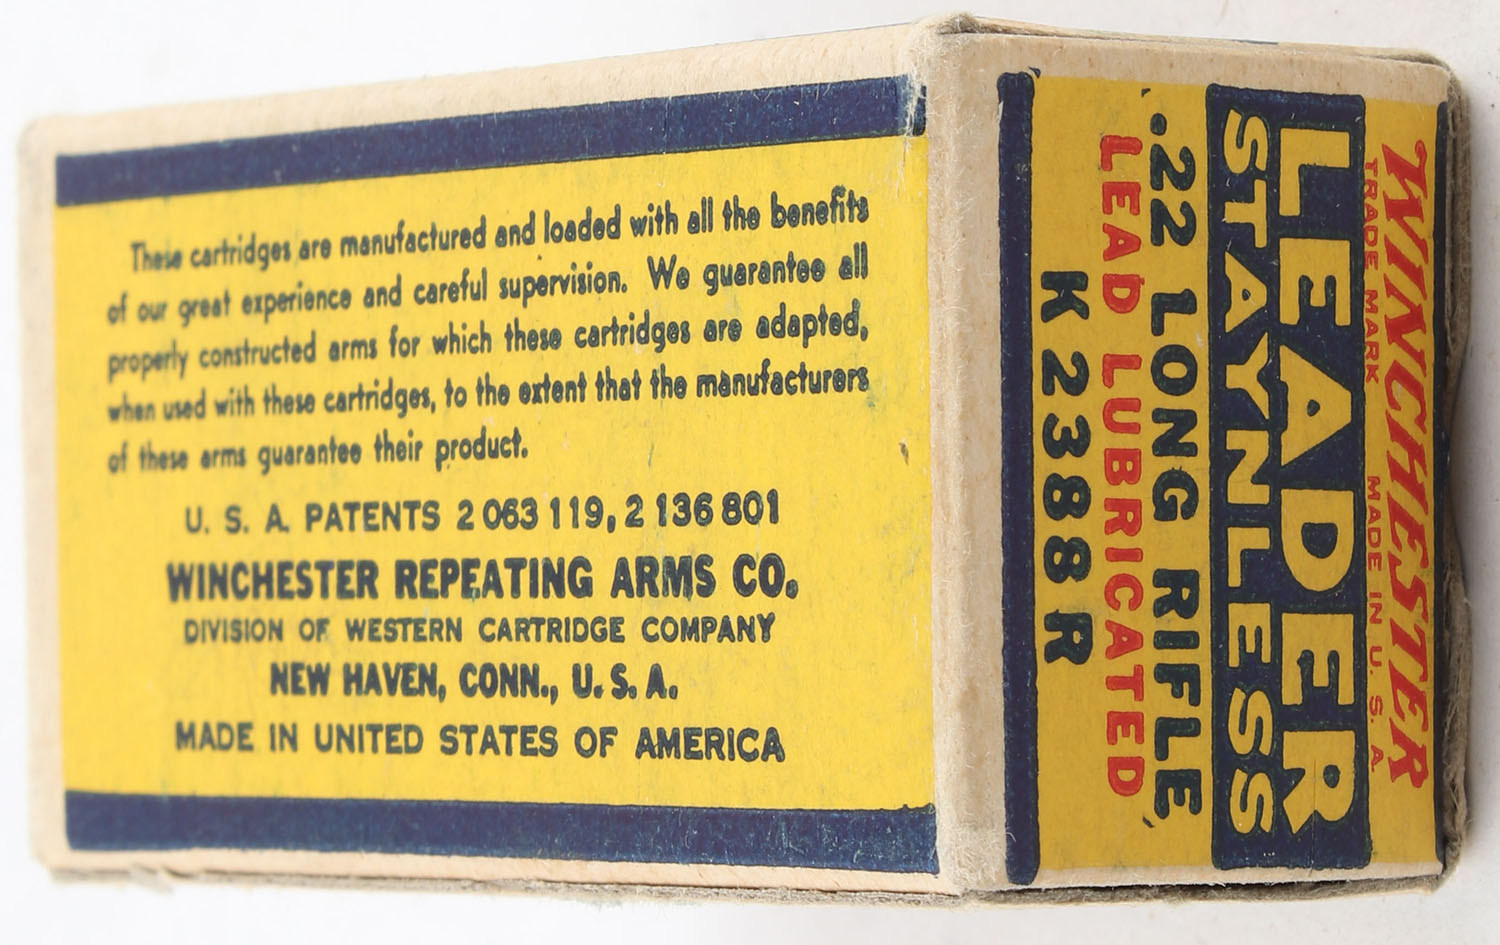 These cartridges are manufactured and loaded with all the benefits
of our great experience and careful supervision. We guarantee all
properly constructed arms for which these cartridges are adapted,
when used with these cartridges, to the extent that the manufacturers
of these arms guarantee their product.
U. S. A. PATENTS 2 063 119, 2 136 801
WINCHESTER REPEATING ARMS CO.
DIVISION OF WESTERN CARTRIDGE COMPANY
NEW HAVEN, CONN., U. S. A.
MADE IN UNITED STATES OF AMERICA
WINCHESTER
TRADE MARK MADE IN U. S. A.
LEADER
STAYNLESS
.22 LONG RIFLE
LEAD LUBRICATED
K 2388 R